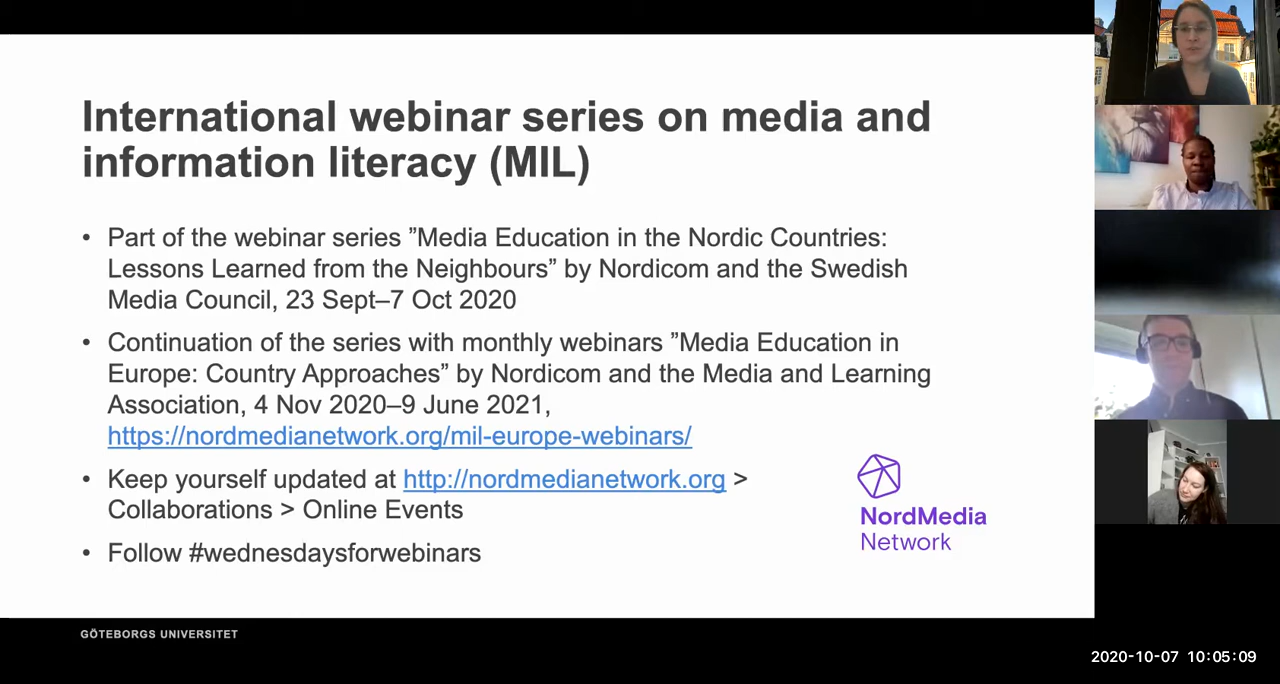 International webinar series on media and
information literacy (MIL)
• Part of the webinar series ”Media Education in the Nordic Countries:
Lessons Learned from the Neighbours” by Nordicom and the Swedish
Media Council, 23 Sept–7 Oct 2020
• Continuation of the series with monthly webinars ”Media Education in
Europe: Country Approaches” by Nordicom and the Media and Learning
Association, 4 Nov 2020–9 June 2021,
https://nordmedianetwork.org/mil-europe-webinars/
• Keep yourself updated at http://nordmedianetwork.org >
Collaborations > Online Events
• Follow #wednesdaysforwebinars
NordMedia
Network
GÖTEBORGS UNIVERSITET
2020-10-07 10:05:09